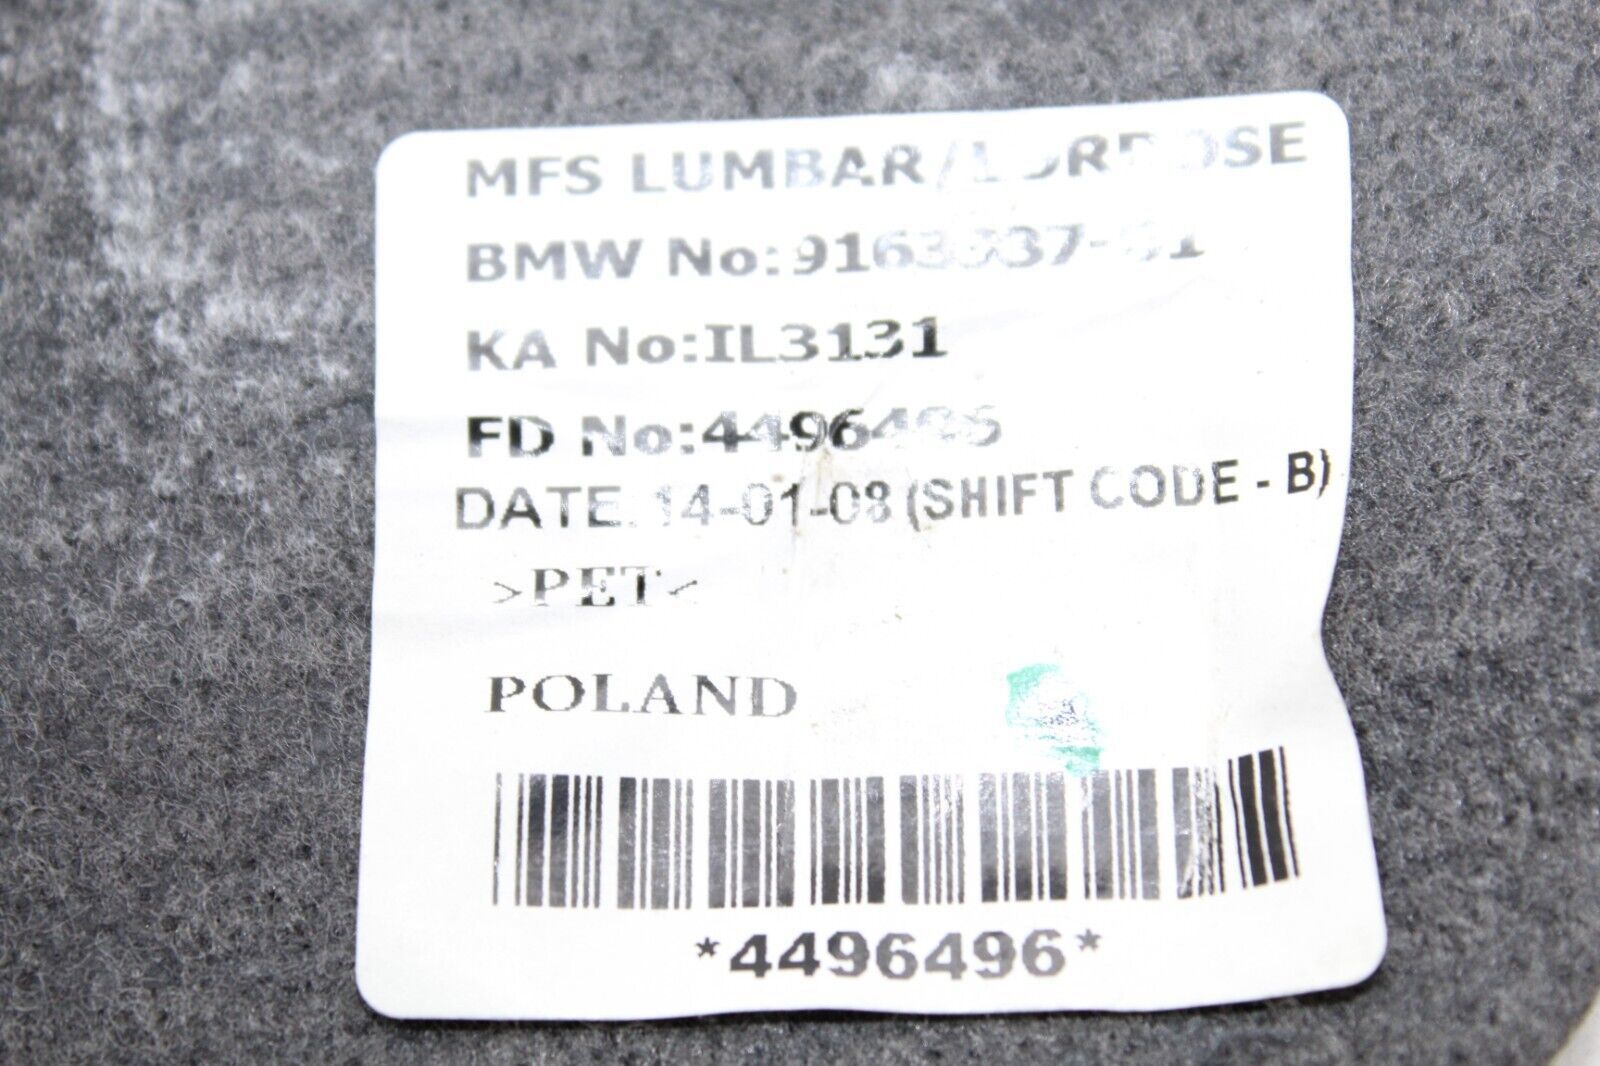 MFS LUMBAR/LORDOSE
BMW No:
KA No:IL3131
FD No:4496496
DATE. 14-01-08 (SHIFT CODE - B)
>PET<
POLAND
*4496496*